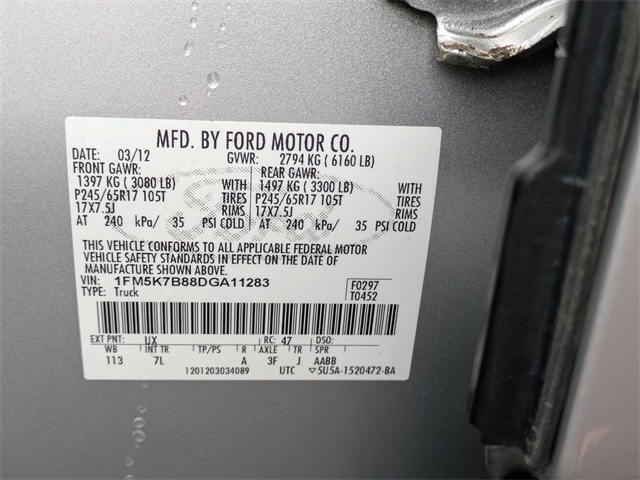 MFD. BY FORD MOTOR CO.
DATE: 03/12 GVWR: 2794 KG ( 6160 LB)
FRONT GAWR: REAR GAWR:
1397 KG ( 3080 LB) WITH 1497 KG ( 3300 LB) WITH
P245/65R17 105T TIRES P245/65R17 105T TIRES
17X7.5J RIMS 17X7.5J RIMS
AT 240 kPa/ 35 PSI COLD AT 240 kPa/ 35 PSI COLD
Ford
THIS VEHICLE CONFORMS TO ALL APPLICABLE FEDERAL MOTOR
VEHICLE SAFETY STANDARDS IN EFFECT ON THE DATE OF
MANUFACTURE SHOWN ABOVE.
VIN: 1FM5K7B88DGA11283 F0297
TYPE: Truck T0452
EXT PNT: UX RC: 47 DSO:
WB INT TR TP/PS R AXLE TR SPR
113 7L A 3F J AABB
1201203034089 UTC ▽5U5A-1520472-BA